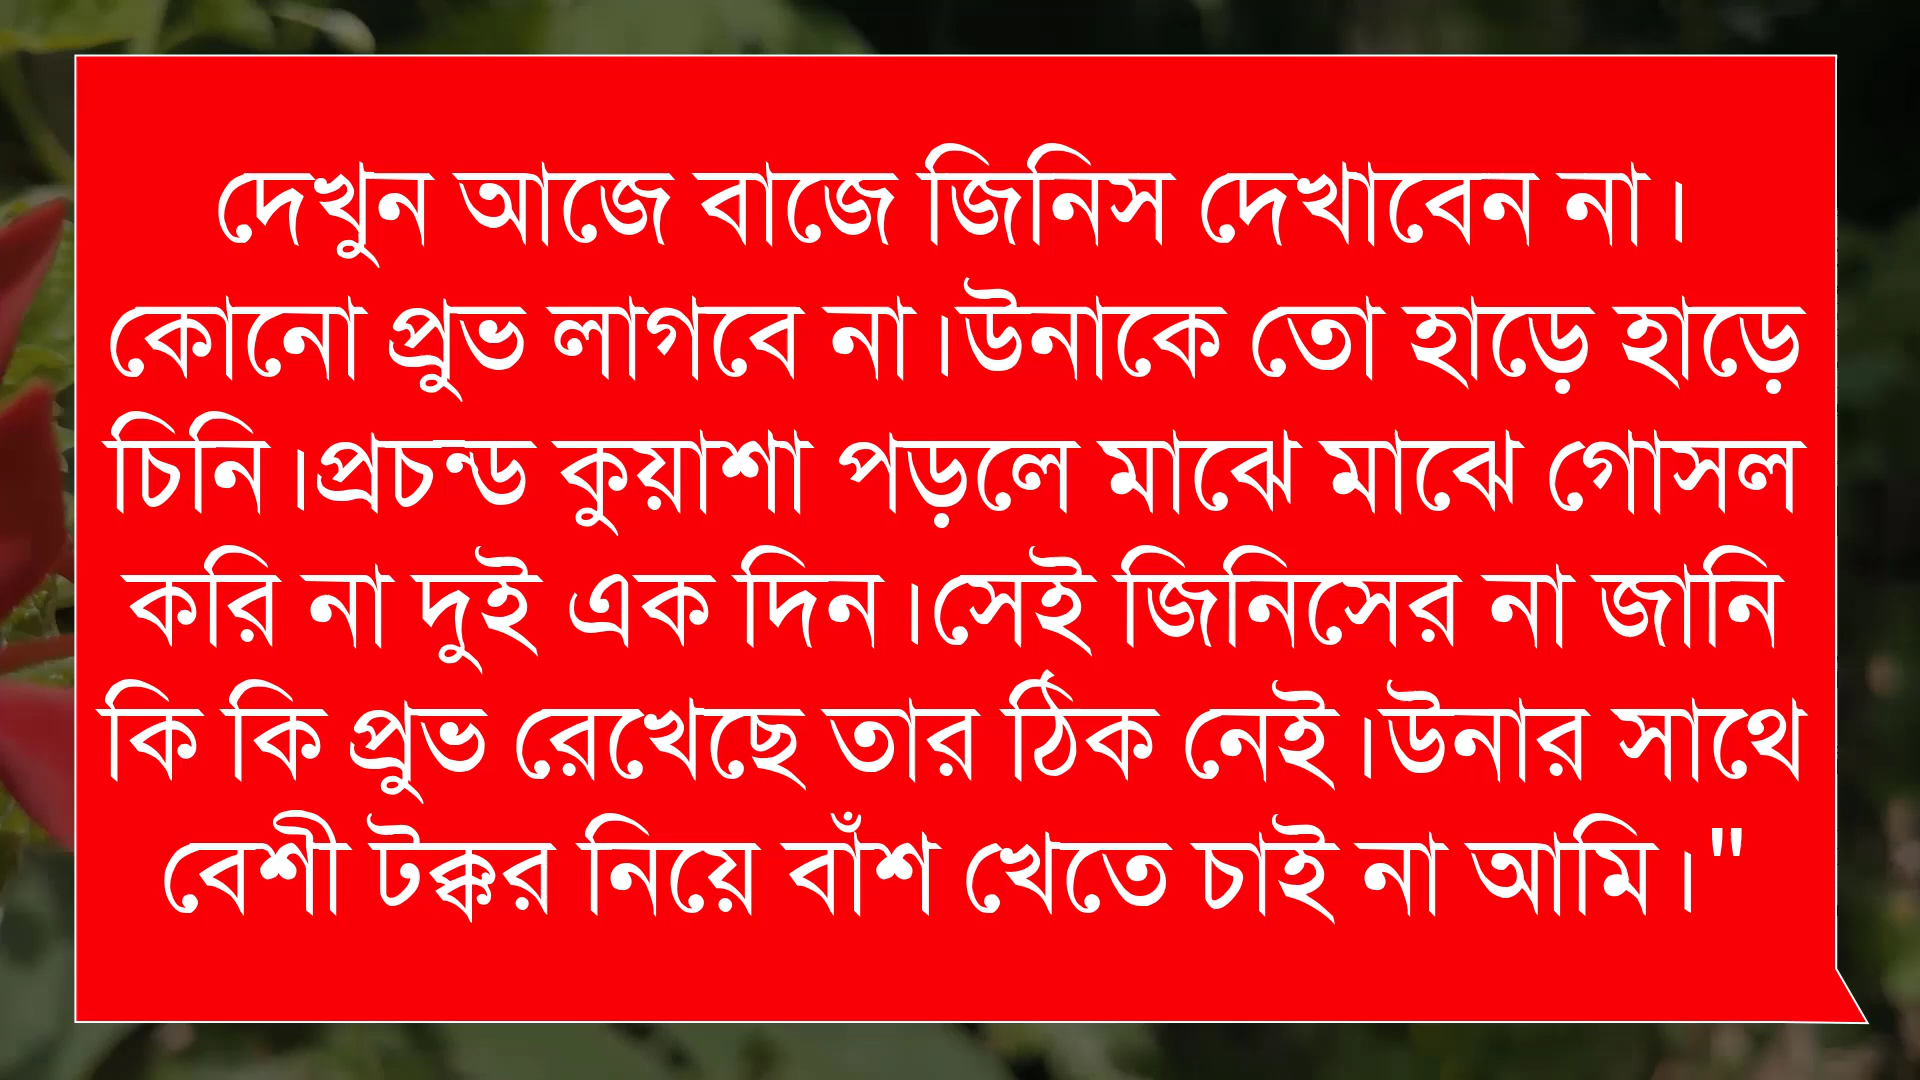 দেখুন আজে বাজে জিনিস দেখাবেন না।
কোনো প্রুভ লাগবে না।উনাকে তো হাড়ে হাড়ে
চিনি।প্রচন্ড কুয়াশা পড়লে মাঝে মাঝে গোসল
করি না দুই এক দিন।সেই জিনিসের না জানি
কি কি প্রুভ রেখেছে তার ঠিক নেই।উনার সাথে
বেশী টক্কর নিয়ে বাঁশ খেতে চাই না আমি।"